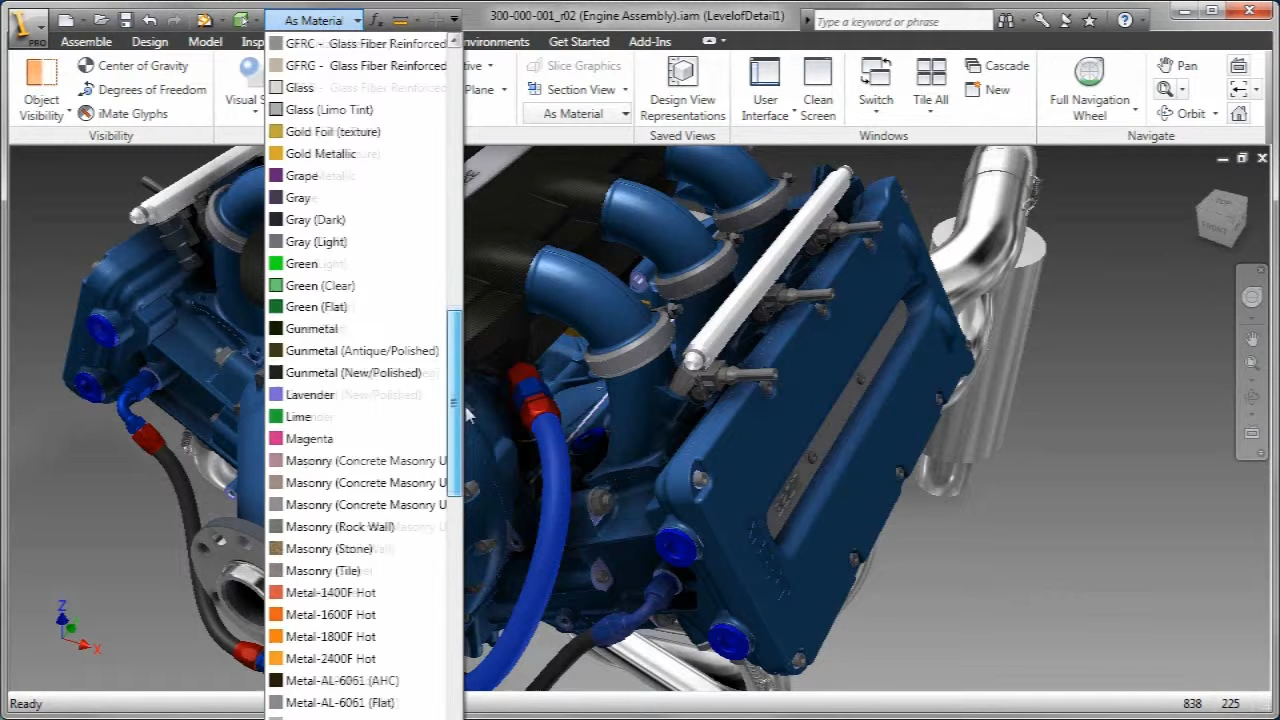 As Material
300-000-001_r02 (Engine Assembly).iam (LevelofDetail1)
Type a keyword or phrase
PRO
Assemble
Design
Model
Insp
nvironments
Get Started
Add-Ins
Object
Visibility
Center of Gravity
Degrees of Freedom
iMate Glyphs
Visual S
Visibility
ive
Plane
Slice Graphics
Section View
As Material
Design View
Representations
Saved Views
User
Interface
Clean
Screen
Switch
Tile All
Cascade
New
Windows
Full Navigation
Wheel
Pan
Orbit
Navigate
GFRC - Glass Fiber Reinforced
GFRG - Glass Fiber Reinforced
Glass
Glass (Limo Tint)
Gold Foil (texture)
Gold Metallic
Grape
Gray
Gray (Dark)
Gray (Light)
Green
Green (Clear)
Green (Flat)
Gunmetal
Gunmetal (Antique/Polished)
Gunmetal (New/Polished)
Lavender
Lime
Magenta
Masonry (Concrete Masonry U
Masonry (Concrete Masonry U
Masonry (Concrete Masonry U
Masonry (Rock Wall)
Masonry (Stone)
Masonry (Tile)
Metal-1400F Hot
Metal-1600F Hot
Metal-1800F Hot
Metal-2400F Hot
Metal-AL-6061 (AHC)
Metal-AL-6061 (Flat)
TOP
FRONT
Z
X
Ready
838
225